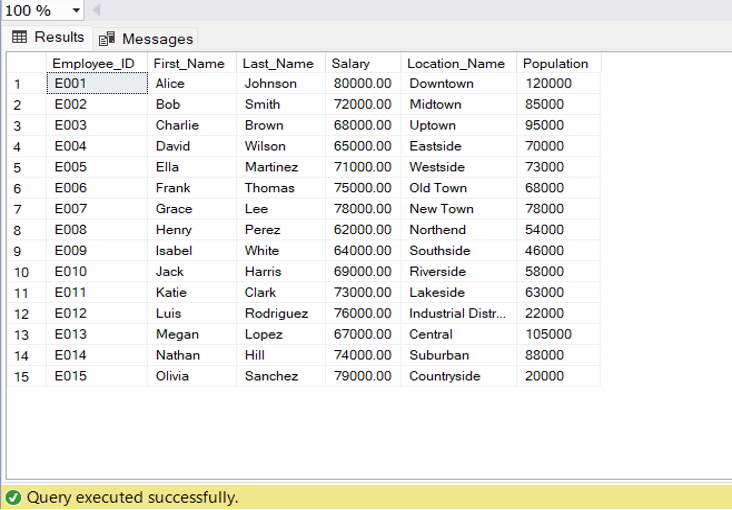 100 %
Results Messages
Employee_ID First_Name Last_Name Salary Location_Name Population
1 E001 Alice Johnson 80000.00 Downtown 120000
2 E002 Bob Smith 72000.00 Midtown 85000
3 E003 Charlie Brown 68000.00 Uptown 95000
4 E004 David Wilson 65000.00 Eastside 70000
5 E005 Ella Martinez 71000.00 Westside 73000
6 E006 Frank Thomas 75000.00 Old Town 68000
7 E007 Grace Lee 78000.00 New Town 78000
8 E008 Henry Perez 62000.00 Northend 54000
9 E009 Isabel White 64000.00 Southside 46000
10 E010 Jack Harris 69000.00 Riverside 58000
11 E011 Katie Clark 73000.00 Lakeside 63000
12 E012 Luis Rodriguez 76000.00 Industrial Distr... 22000
13 E013 Megan Lopez 67000.00 Central 105000
14 E014 Nathan Hill 74000.00 Suburban 88000
15 E015 Olivia Sanchez 79000.00 Countryside 20000
Query executed successfully.